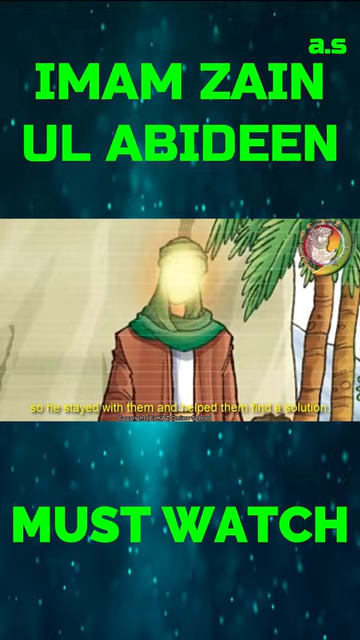 a.s
IMAM ZAIN
UL ABIDEEN
so he stayed with them and helped them find a solution.
MUST WATCH